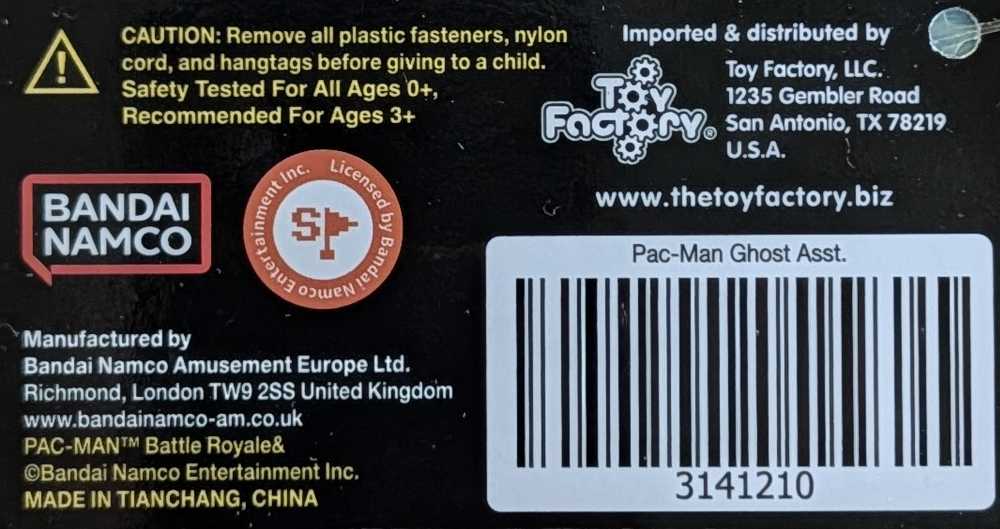 CAUTION: Remove all plastic fasteners, nylon
cord, and hangtags before giving to a child.
Safety Tested For All Ages 0+,
Recommended For Ages 3+
Imported & distributed by
Toy
Factory®
Toy Factory, LLC.
1235 Gembler Road
San Antonio, TX 78219
U.S.A.
www.thetoyfactory.biz
BANDAI
NAMCO
Licensed by Bandai Namco Entertainment Inc.
S
Manufactured by
Bandai Namco Amusement Europe Ltd.
Richmond, London TW9 2SS United Kingdom
www.bandainamco-am.co.uk
PAC-MAN™ Battle Royale&
©Bandai Namco Entertainment Inc.
MADE IN TIANCHANG, CHINA
Pac-Man Ghost Asst.
3141210